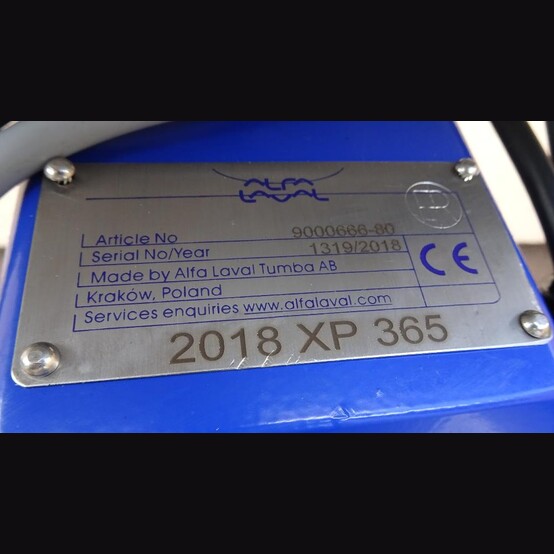 ALFA
LAVAL
Article No 9000666-80
Serial No/Year 1319/2018
Made by Alfa Laval Tumba AB
Kraków, Poland
Services enquiries www.alfalaval.com
CE
2018 XP 365